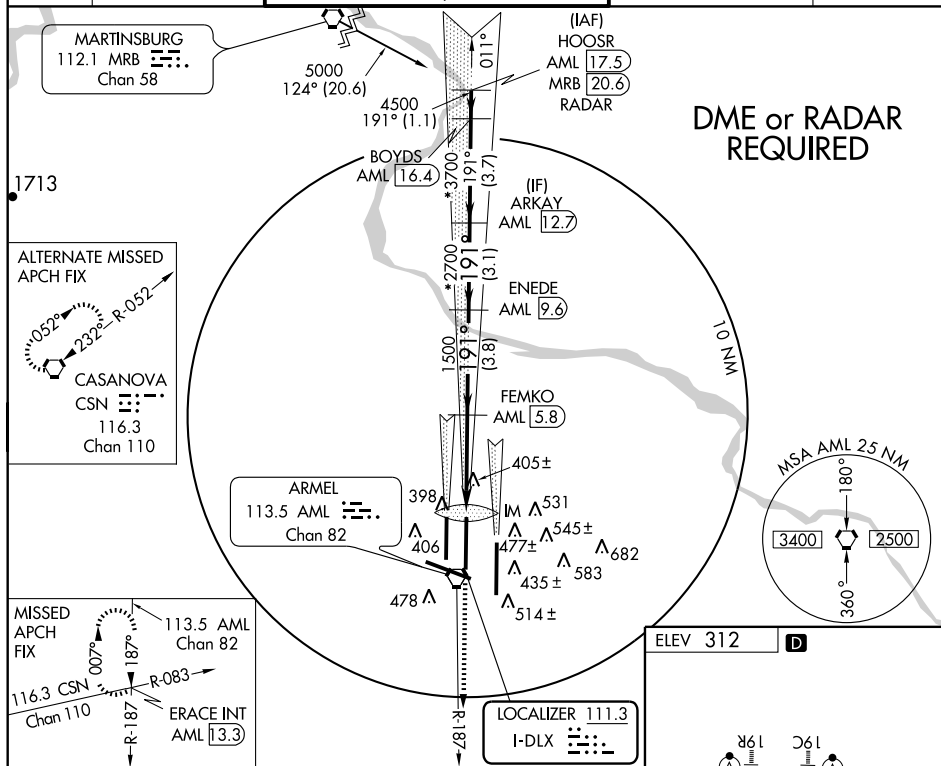 MARTINSBURG
112.1 MRB
Chan 58
5000
124° (20.6)
4500
191° (1.1)
011°
(IAF)
HOOSR
AML 17.5
MRB 20.6
RADAR
DME or RADAR
REQUIRED
BOYDS
AML 16.4
*3700
191°
(3.7)
1713
(IF)
ARKAY
AML 12.7
*2700
191°
(3.1)
ENEDE
AML 9.6
1500
191°
(3.8)
10 NM
ALTERNATE MISSED
APCH FIX
052°
232°
R-052
CASANOVA
CSN
116.3
Chan 110
FEMKO
AML 5.8
405±
MSA AML 25 NM
180°
3400
2500
360°
ARMEL
113.5 AML
Chan 82
398
IM
531
406
477±
545±
682
435±
583
478
514±
MISSED
APCH
FIX
113.5 AML
Chan 82
007°
187°
116.3 CSN
Chan 110
R-083
R-187
ERACE INT
AML 13.3
R-187
LOCALIZER 111.3
I-DLX
ELEV 312
D
19R
19C
A
A